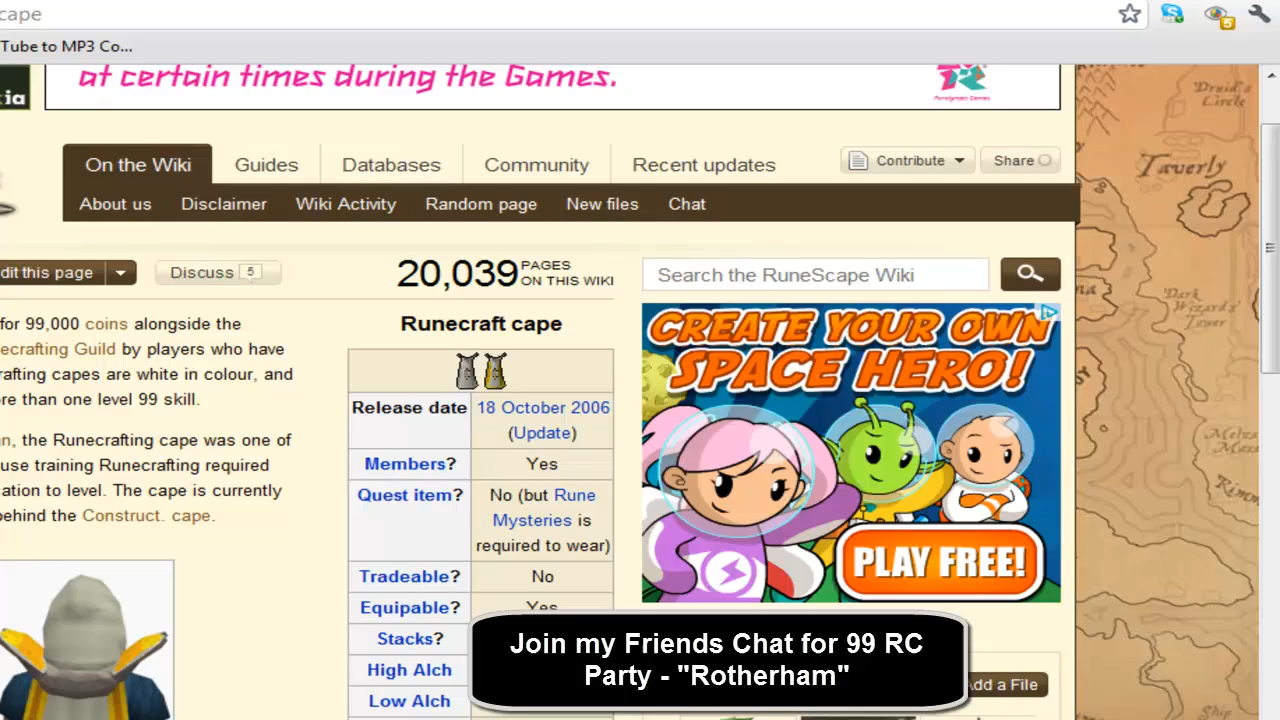 cape
Tube to MP3 Co...
5
at certain times during the Games.
ia
On the Wiki
Guides
Databases
Community
Recent updates
Contribute
Share
About us
Disclaimer
Wiki Activity
Random page
New files
Chat
dit this page
Discuss 5
20,039 PAGES
ON THIS WIKI
Search the RuneScape Wiki
for 99,000 coins alongside the
ecrafting Guild by players who have
rafting capes are white in colour, and
re than one level 99 skill.
n, the Runecrafting cape was one of
use training Runecrafting required
cation to level. The cape is currently
behind the Construct. cape.
Runecraft cape
Release date 18 October 2006
(Update)
Members? Yes
Quest item? No (but Rune
Mysteries is
required to wear)
Tradeable? No
Equipable? Yes
Stacks?
High Alch
Low Alch
CREATE YOUR OWN
SPACE HERO!
PLAY FREE!
Join my Friends Chat for 99 RC
Party - "Rotherham"
Add a File
Druid's
Circle
Taverly
Dark
Wizard's
Tower